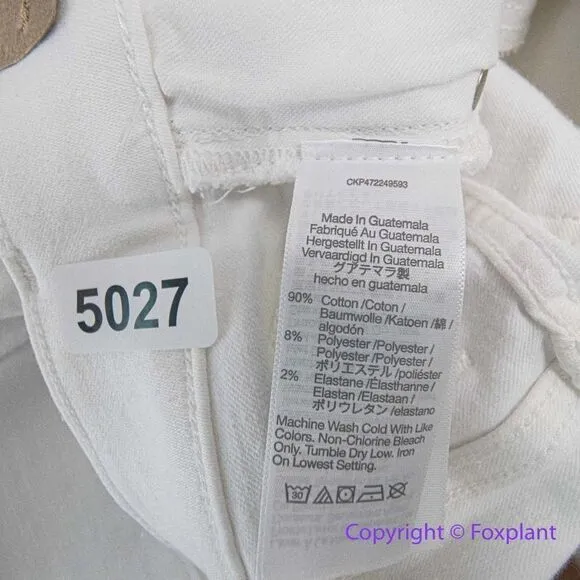 CKP472249593
Made In Guatemala
Fabriqué Au Guatemala
Hergestellt In Guatemala
Vervaardigd In Guatemala
グアテマラ製
hecho en guatemala
90% Cotton /Coton /
Baumwolle /Katoen /綿 /
algodón
8% Polyester /Polyester /
Polyester /Polyester /
ポリエステル /poliéster
2% Elastane /Élasthanne /
Elastan /Elastaan /
ポリウレタン /elastano
Machine Wash Cold With Like
Colors. Non-Chlorine Bleach
Only. Tumble Dry Low. Iron
On Lowest Setting.
30
5027
Copyright © Foxplant